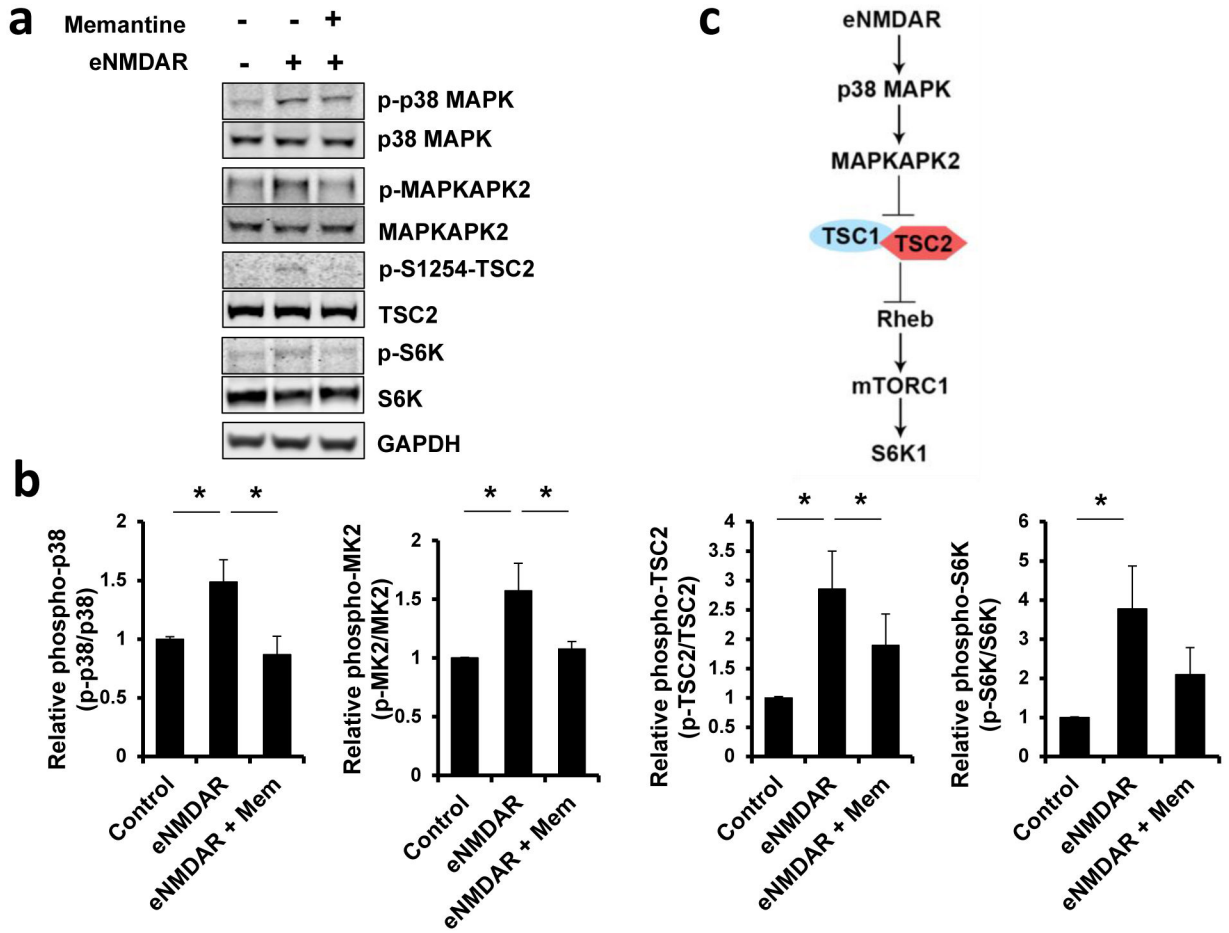 a
Memantine - - +
eNMDAR - + +
p-p38 MAPK
p38 MAPK
p-MAPKAPK2
MAPKAPK2
p-S1254-TSC2
TSC2
p-S6K
S6K
GAPDH
c
eNMDAR
p38 MAPK
MAPKAPK2
TSC1
TSC2
Rheb
mTORC1
S6K1
b
Relative phospho-p38
(p-p38/p38)
2
1.5
1
0.5
0
* *
Control
eNMDAR
eNMDAR + Mem
Relative phospho-MK2
(p-MK2/MK2)
2
1.5
1
0.5
0
* *
Control
eNMDAR
eNMDAR + Mem
Relative phospho-TSC2
(p-TSC2/TSC2)
4
3.5
3
2.5
2
1.5
1
0.5
0
* *
Control
eNMDAR
eNMDAR + Mem
Relative phospho-S6K
(p-S6K/S6K)
6
5
4
3
2
1
0
*
Control
eNMDAR
eNMDAR + Mem